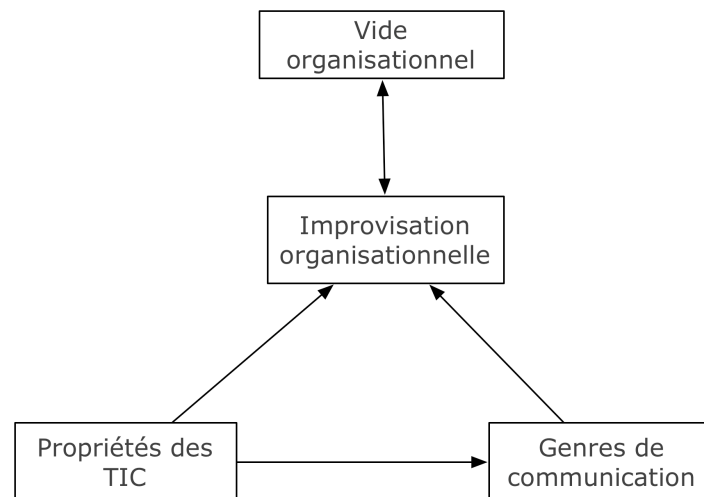 Vide
organisationnel
Improvisation
organisationnelle
Propriétés des
TIC
Genres de
communication